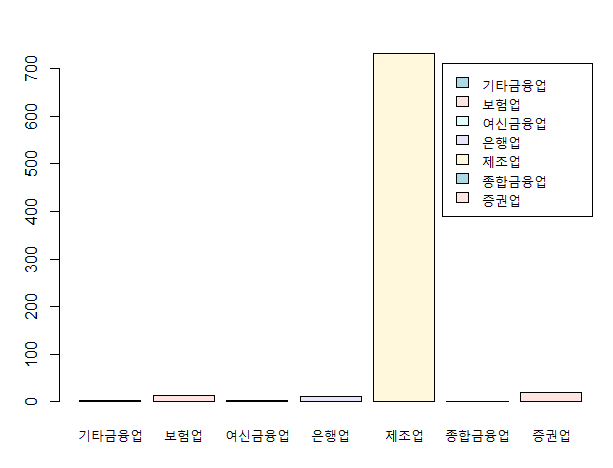 700
600
500
400
300
200
100
0
기타금융업
보험업
여신금융업
은행업
제조업
종합금융업
증권업
기타금융업 보험업 여신금융업 은행업 제조업 종합금융업 증권업